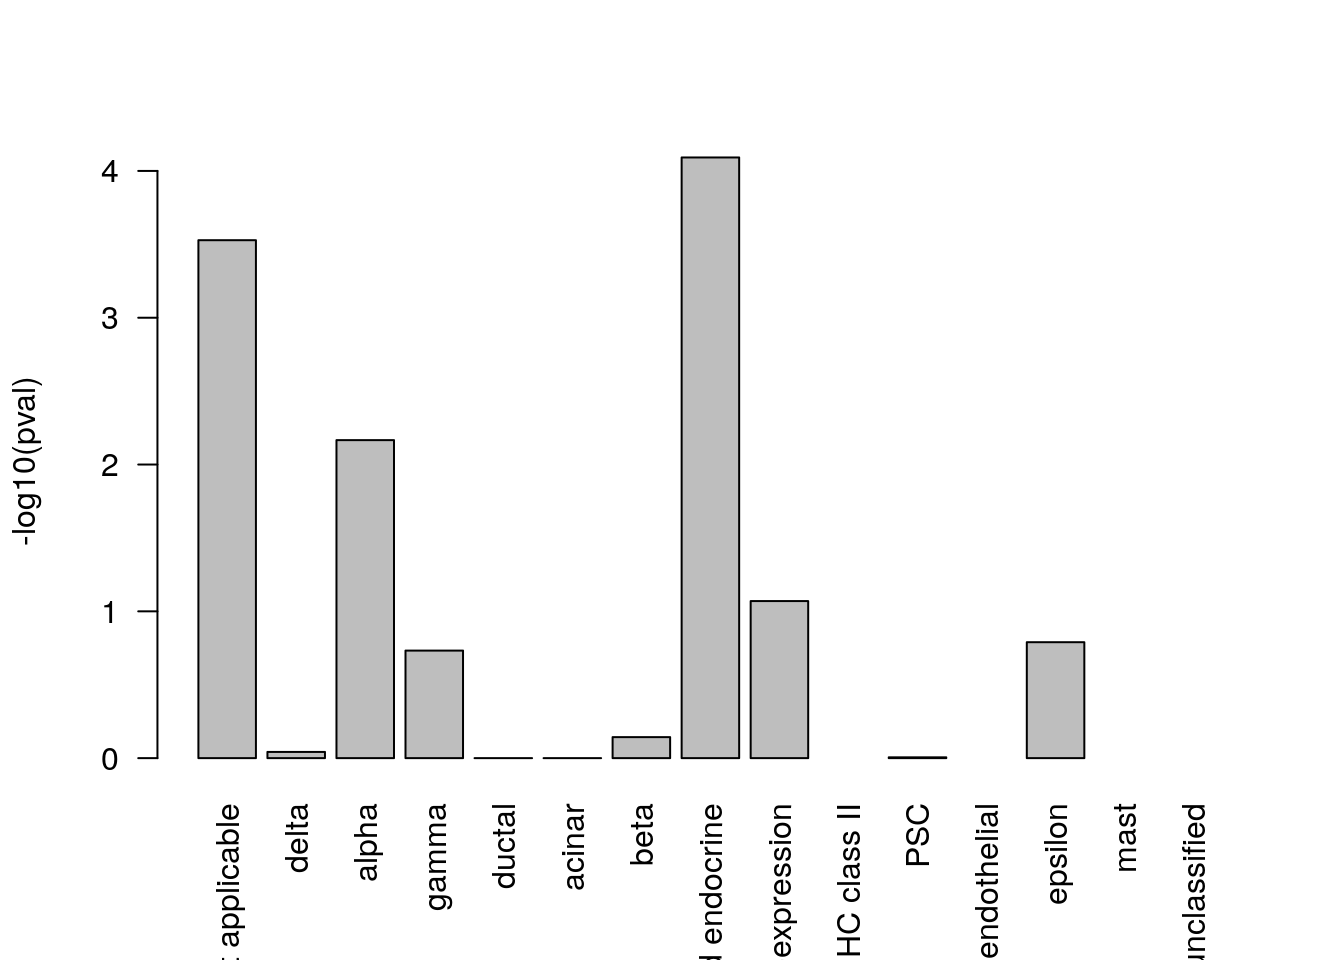 4
3
2
1
0
-log10(pval)
applicable
delta
alpha
gamma
ductal
acinar
beta
endocrine
expression
HC class II
PSC
endothelial
epsilon
mast
unclassified